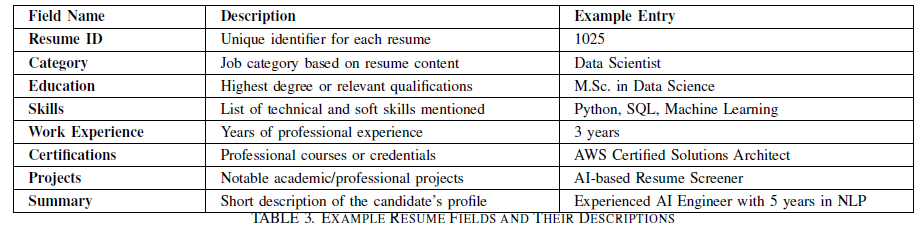 Field Name Description Example Entry
Resume ID Unique identifier for each resume 1025
Category Job category based on resume content Data Scientist
Education Highest degree or relevant qualifications M.Sc. in Data Science
Skills List of technical and soft skills mentioned Python, SQL, Machine Learning
Work Experience Years of professional experience 3 years
Certifications Professional courses or credentials AWS Certified Solutions Architect
Projects Notable academic/professional projects AI-based Resume Screener
Summary Short description of the candidate's profile Experienced AI Engineer with 5 years in NLP
TABLE 3. EXAMPLE RESUME FIELDS AND THEIR DESCRIPTIONS